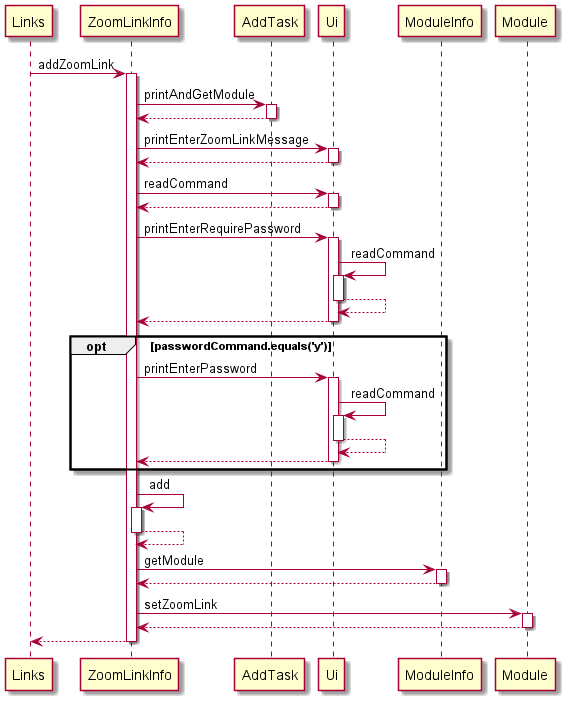 Links ZoomLinkInfo AddTask Ui ModuleInfo Module
addZoomLink
printAndGetModule
printEnterZoomLinkMessage
readCommand
printEnterRequirePassword
readCommand
opt [passwordCommand.equals('y')]
printEnterPassword
readCommand
add
getModule
setZoomLink
Links ZoomLinkInfo AddTask Ui ModuleInfo Module